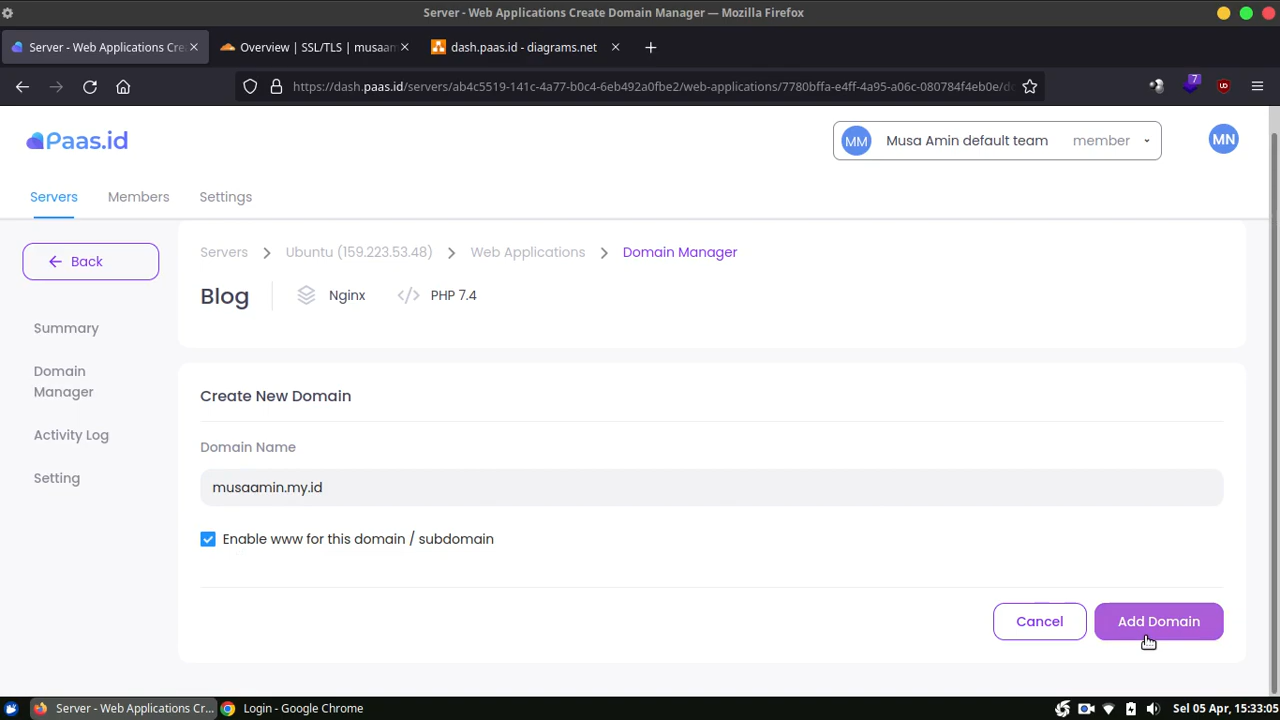 Server - Web Applications Create Domain Manager — Mozilla Firefox
Server - Web Applications Cre
Overview | SSL/TLS | musaam
dash.paas.id - diagrams.net
https://dash.paas.id/servers/ab4c5519-141c-4a77-b0c4-6eb492a0fbe2/web-applications/7780bffa-e4ff-4a95-a06c-080784f4eb0e/do
7
Paas.id
MM Musa Amin default team member
MN
Servers Members Settings
Back
Servers > Ubuntu (159.223.53.48) > Web Applications > Domain Manager
Blog Nginx </> PHP 7.4
Summary
Domain
Manager
Activity Log
Setting
Create New Domain
Domain Name
musaamin.my.id
Enable www for this domain / subdomain
Cancel Add Domain
Server - Web Applications Cr...
Login - Google Chrome
Sel 05 Apr, 15:33:05